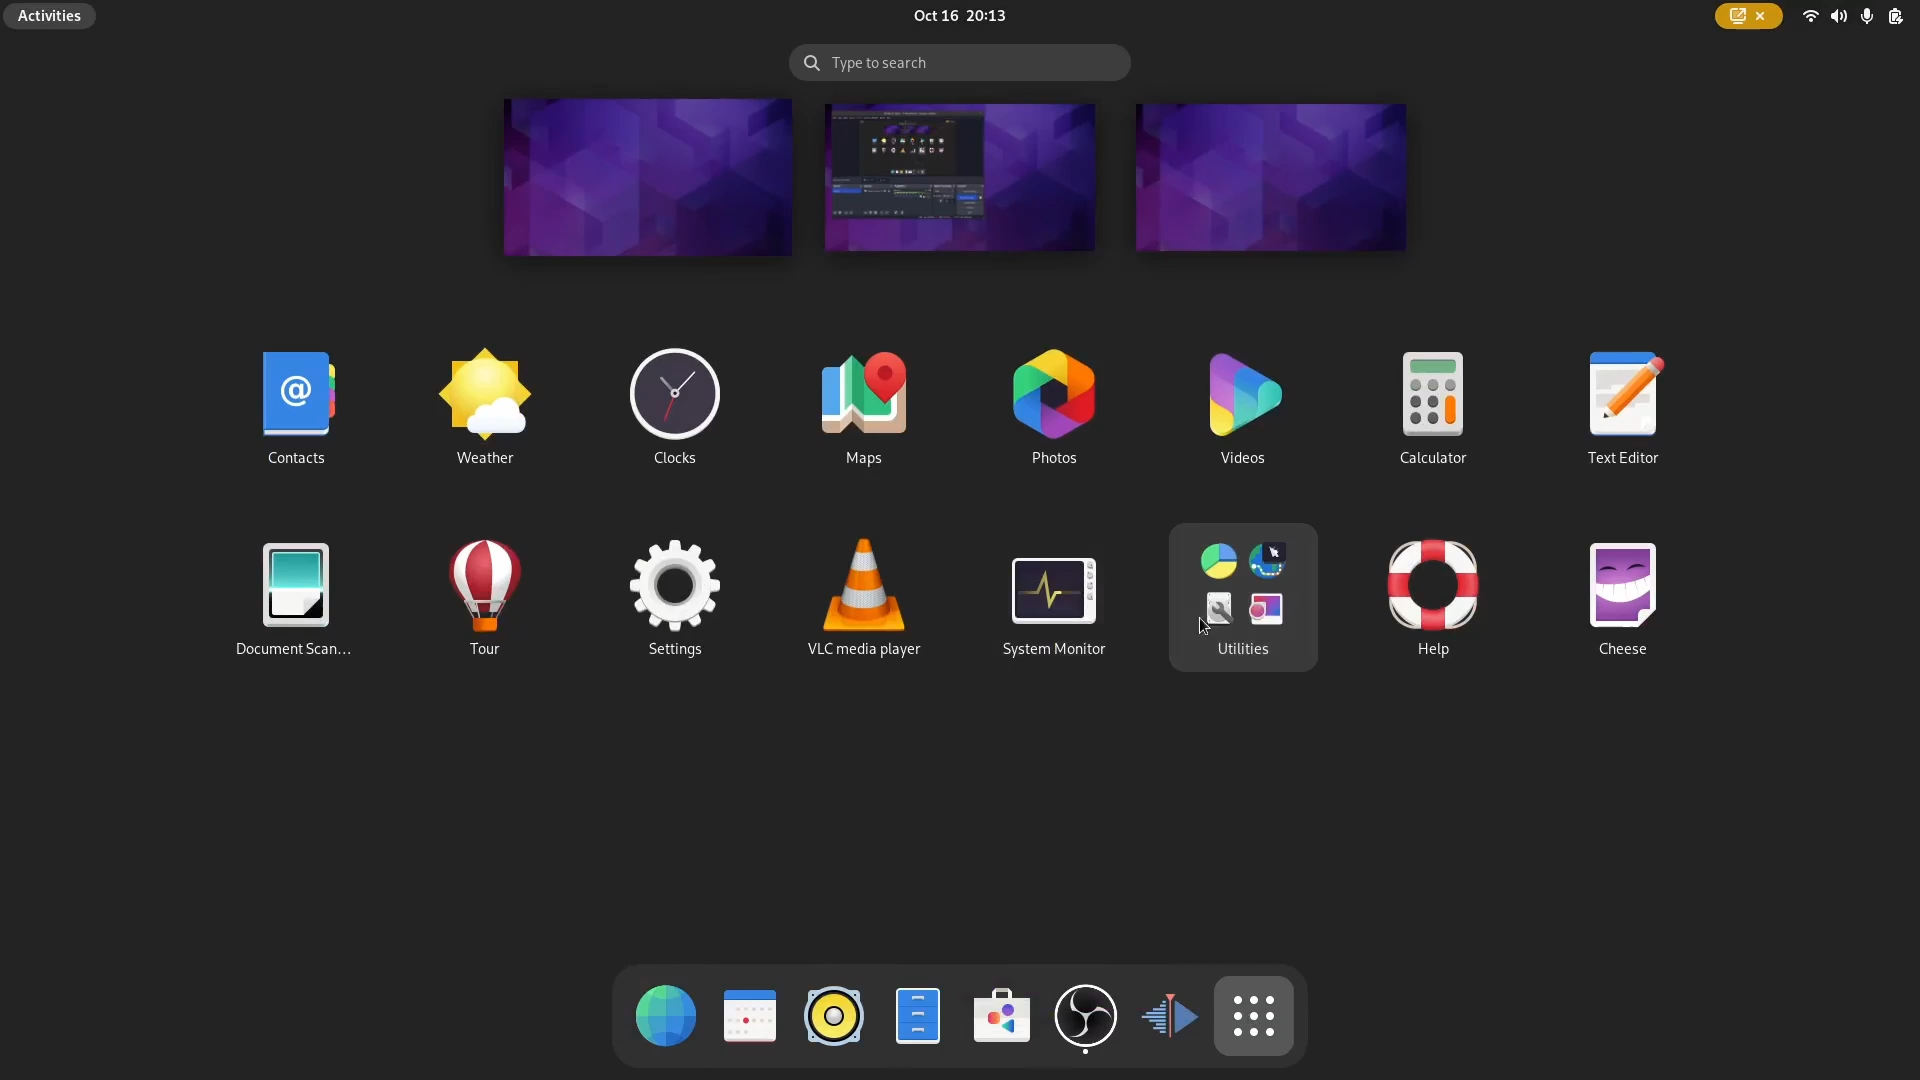 Activities
Oct 16 20:13
Type to search
Contacts
Weather
Clocks
Maps
Photos
Videos
Calculator
Text Editor
Document Scan...
Tour
Settings
VLC media player
System Monitor
Utilities
Help
Cheese